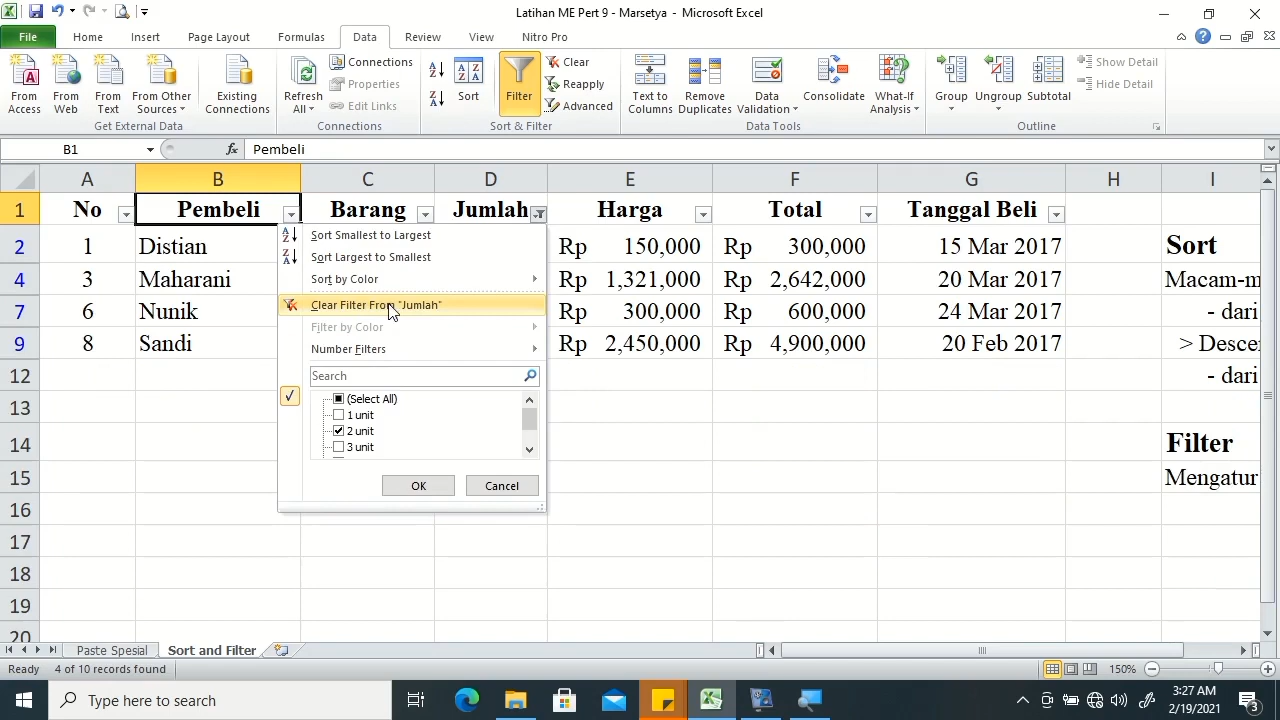 Latihan ME Pert 9 - Marsetya - Microsoft Excel
File Home Insert Page Layout Formulas Data Review View Nitro Pro
From Access
From Web
From Text
From Other Sources
Existing Connections
Get External Data
Refresh All
Connections
Properties
Edit Links
Connections
Sort
Filter
Clear
Reapply
Advanced
Sort & Filter
Text to Columns
Remove Duplicates
Data Validation
Consolidate
What-If Analysis
Data Tools
Group
Ungroup
Subtotal
Show Detail
Hide Detail
Outline
B1 fx Pembeli
A B C D E F G H I
1 No Pembeli Barang Jumlah Harga Total Tanggal Beli
2 1 Distian Rp 150,000 Rp 300,000 15 Mar 2017 Sort
4 3 Maharani Rp 1,321,000 Rp 2,642,000 20 Mar 2017 Macam-m
7 6 Nunik Rp 300,000 Rp 600,000 24 Mar 2017 - dari
9 8 Sandi Rp 2,450,000 Rp 4,900,000 20 Feb 2017 > Descen
12 - dari
13
14 Filter
15 Mengatur
16
17
18
19
20
Sort Smallest to Largest
Sort Largest to Smallest
Sort by Color
Clear Filter From "Jumlah"
Filter by Color
Number Filters
Search
(Select All)
1 unit
2 unit
3 unit
OK Cancel
Paste Spesial Sort and Filter
Ready 4 of 10 records found 150%
Type here to search
3:27 AM
2/19/2021
3